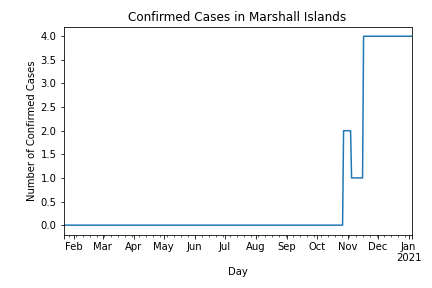 Confirmed Cases in Marshall Islands
Number of Confirmed Cases
4.0
3.5
3.0
2.5
2.0
1.5
1.0
0.5
0.0
Feb Mar Apr May Jun Jul Aug Sep Oct Nov Dec Jan
2021
Day